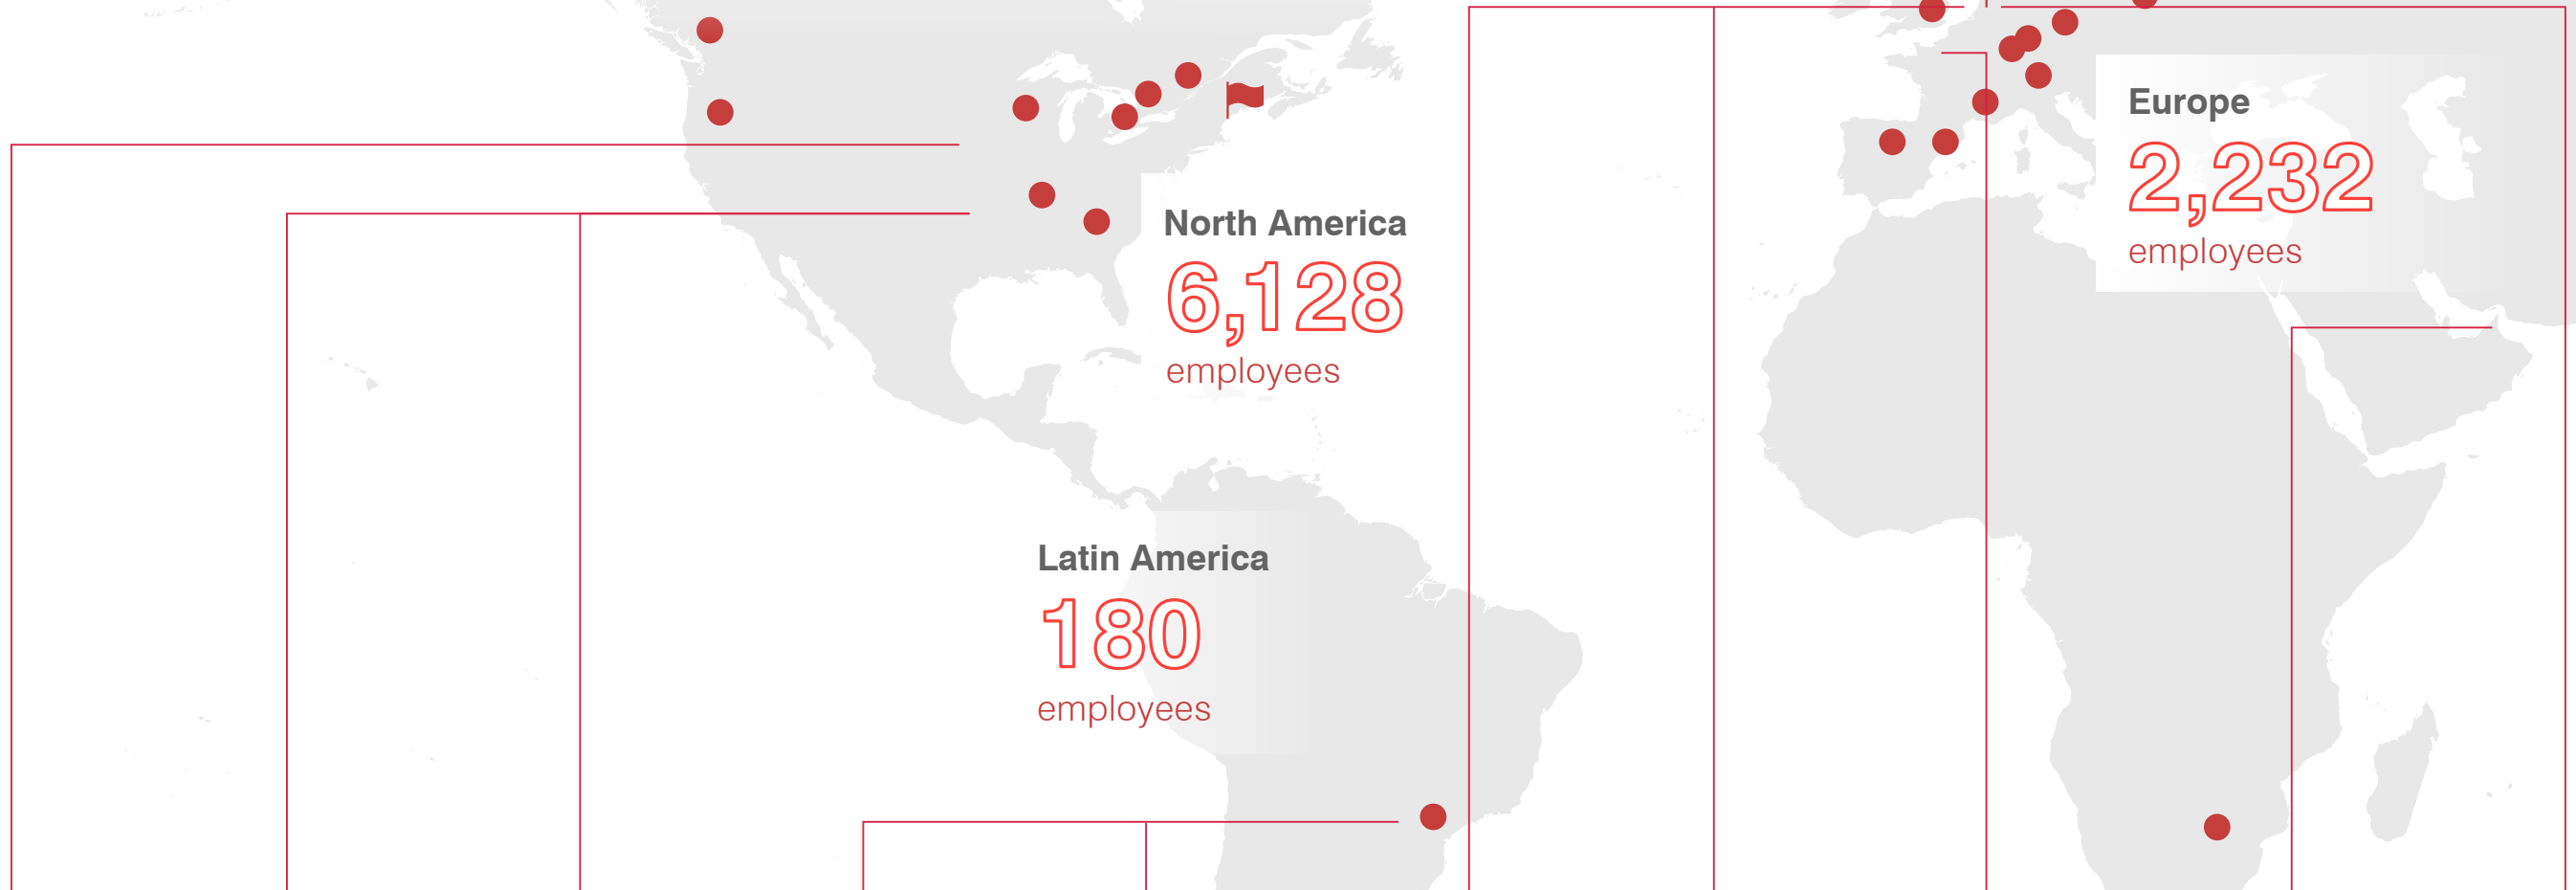 Europe
2,232
employees
North America
6,128
employees
Latin America
180
employees